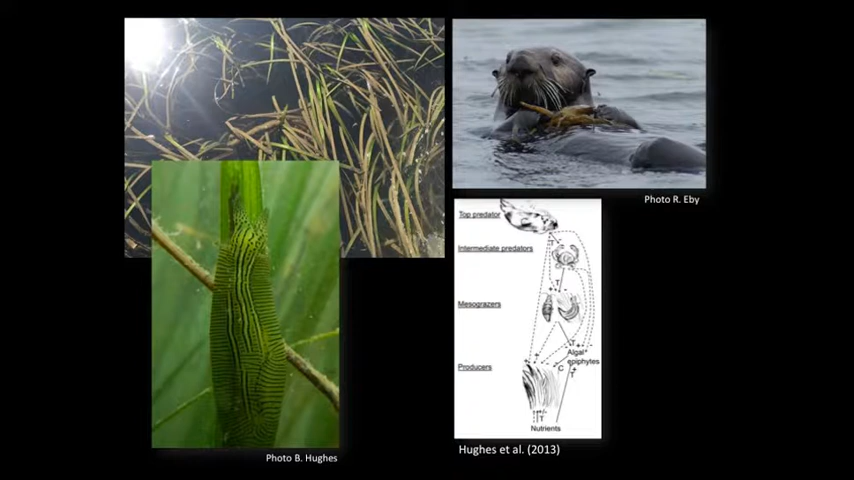 Photo R. Eby
Top predator
Intermediate predators
T
Mesograzers
T
Algal
epiphytes
Producers
C
T
T
Nutrients
Photo B. Hughes
Hughes et al. (2013)